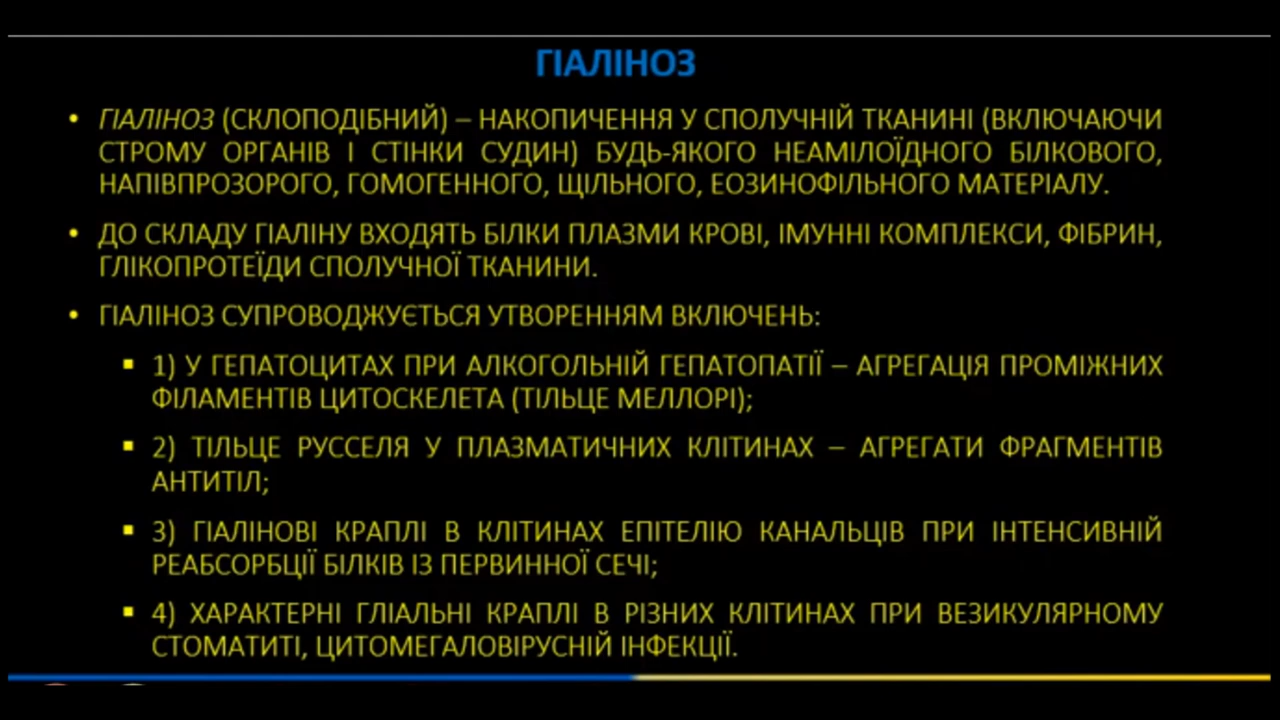 ГІАЛІНОЗ
• ГІАЛІНОЗ (СКЛОПОДІБНИЙ) – НАКОПИЧЕННЯ У СПОЛУЧНІЙ ТКАНИНІ (ВКЛЮЧАЮЧИ
СТРОМУ ОРГАНІВ І СТІНКИ СУДИН) БУДЬ-ЯКОГО НЕАМІЛОЇДНОГО БІЛКОВОГО,
НАПІВПРОЗОРОГО, ГОМОГЕННОГО, ЩІЛЬНОГО, ЕОЗИНОФІЛЬНОГО МАТЕРІАЛУ.
• ДО СКЛАДУ ГІАЛІНУ ВХОДЯТЬ БІЛКИ ПЛАЗМИ КРОВІ, ІМУННІ КОМПЛЕКСИ, ФІБРИН,
ГЛІКОПРОТЕЇДИ СПОЛУЧНОЇ ТКАНИНИ.
• ГІАЛІНОЗ СУПРОВОДЖУЄТЬСЯ УТВОРЕННЯМ ВКЛЮЧЕНЬ:
▪ 1) У ГЕПАТОЦИТАХ ПРИ АЛКОГОЛЬНІЙ ГЕПАТОПАТІЇ – АГРЕГАЦІЯ ПРОМІЖНИХ
ФІЛАМЕНТІВ ЦИТОСКЕЛЕТА (ТІЛЬЦЕ МЕЛЛОРІ);
▪ 2) ТІЛЬЦЕ РУССЕЛЯ У ПЛАЗМАТИЧНИХ КЛІТИНАХ – АГРЕГАТИ ФРАГМЕНТІВ
АНТИТІЛ;
▪ 3) ГІАЛІНОВІ КРАПЛІ В КЛІТИНАХ ЕПІТЕЛІЮ КАНАЛЬЦІВ ПРИ ІНТЕНСИВНІЙ
РЕАБСОРБЦІЇ БІЛКІВ ІЗ ПЕРВИННОЇ СЕЧІ;
▪ 4) ХАРАКТЕРНІ ГЛІАЛЬНІ КРАПЛІ В РІЗНИХ КЛІТИНАХ ПРИ ВЕЗИКУЛЯРНОМУ
СТОМАТИТІ, ЦИТОМЕГАЛОВІРУСНІЙ ІНФЕКЦІЇ.